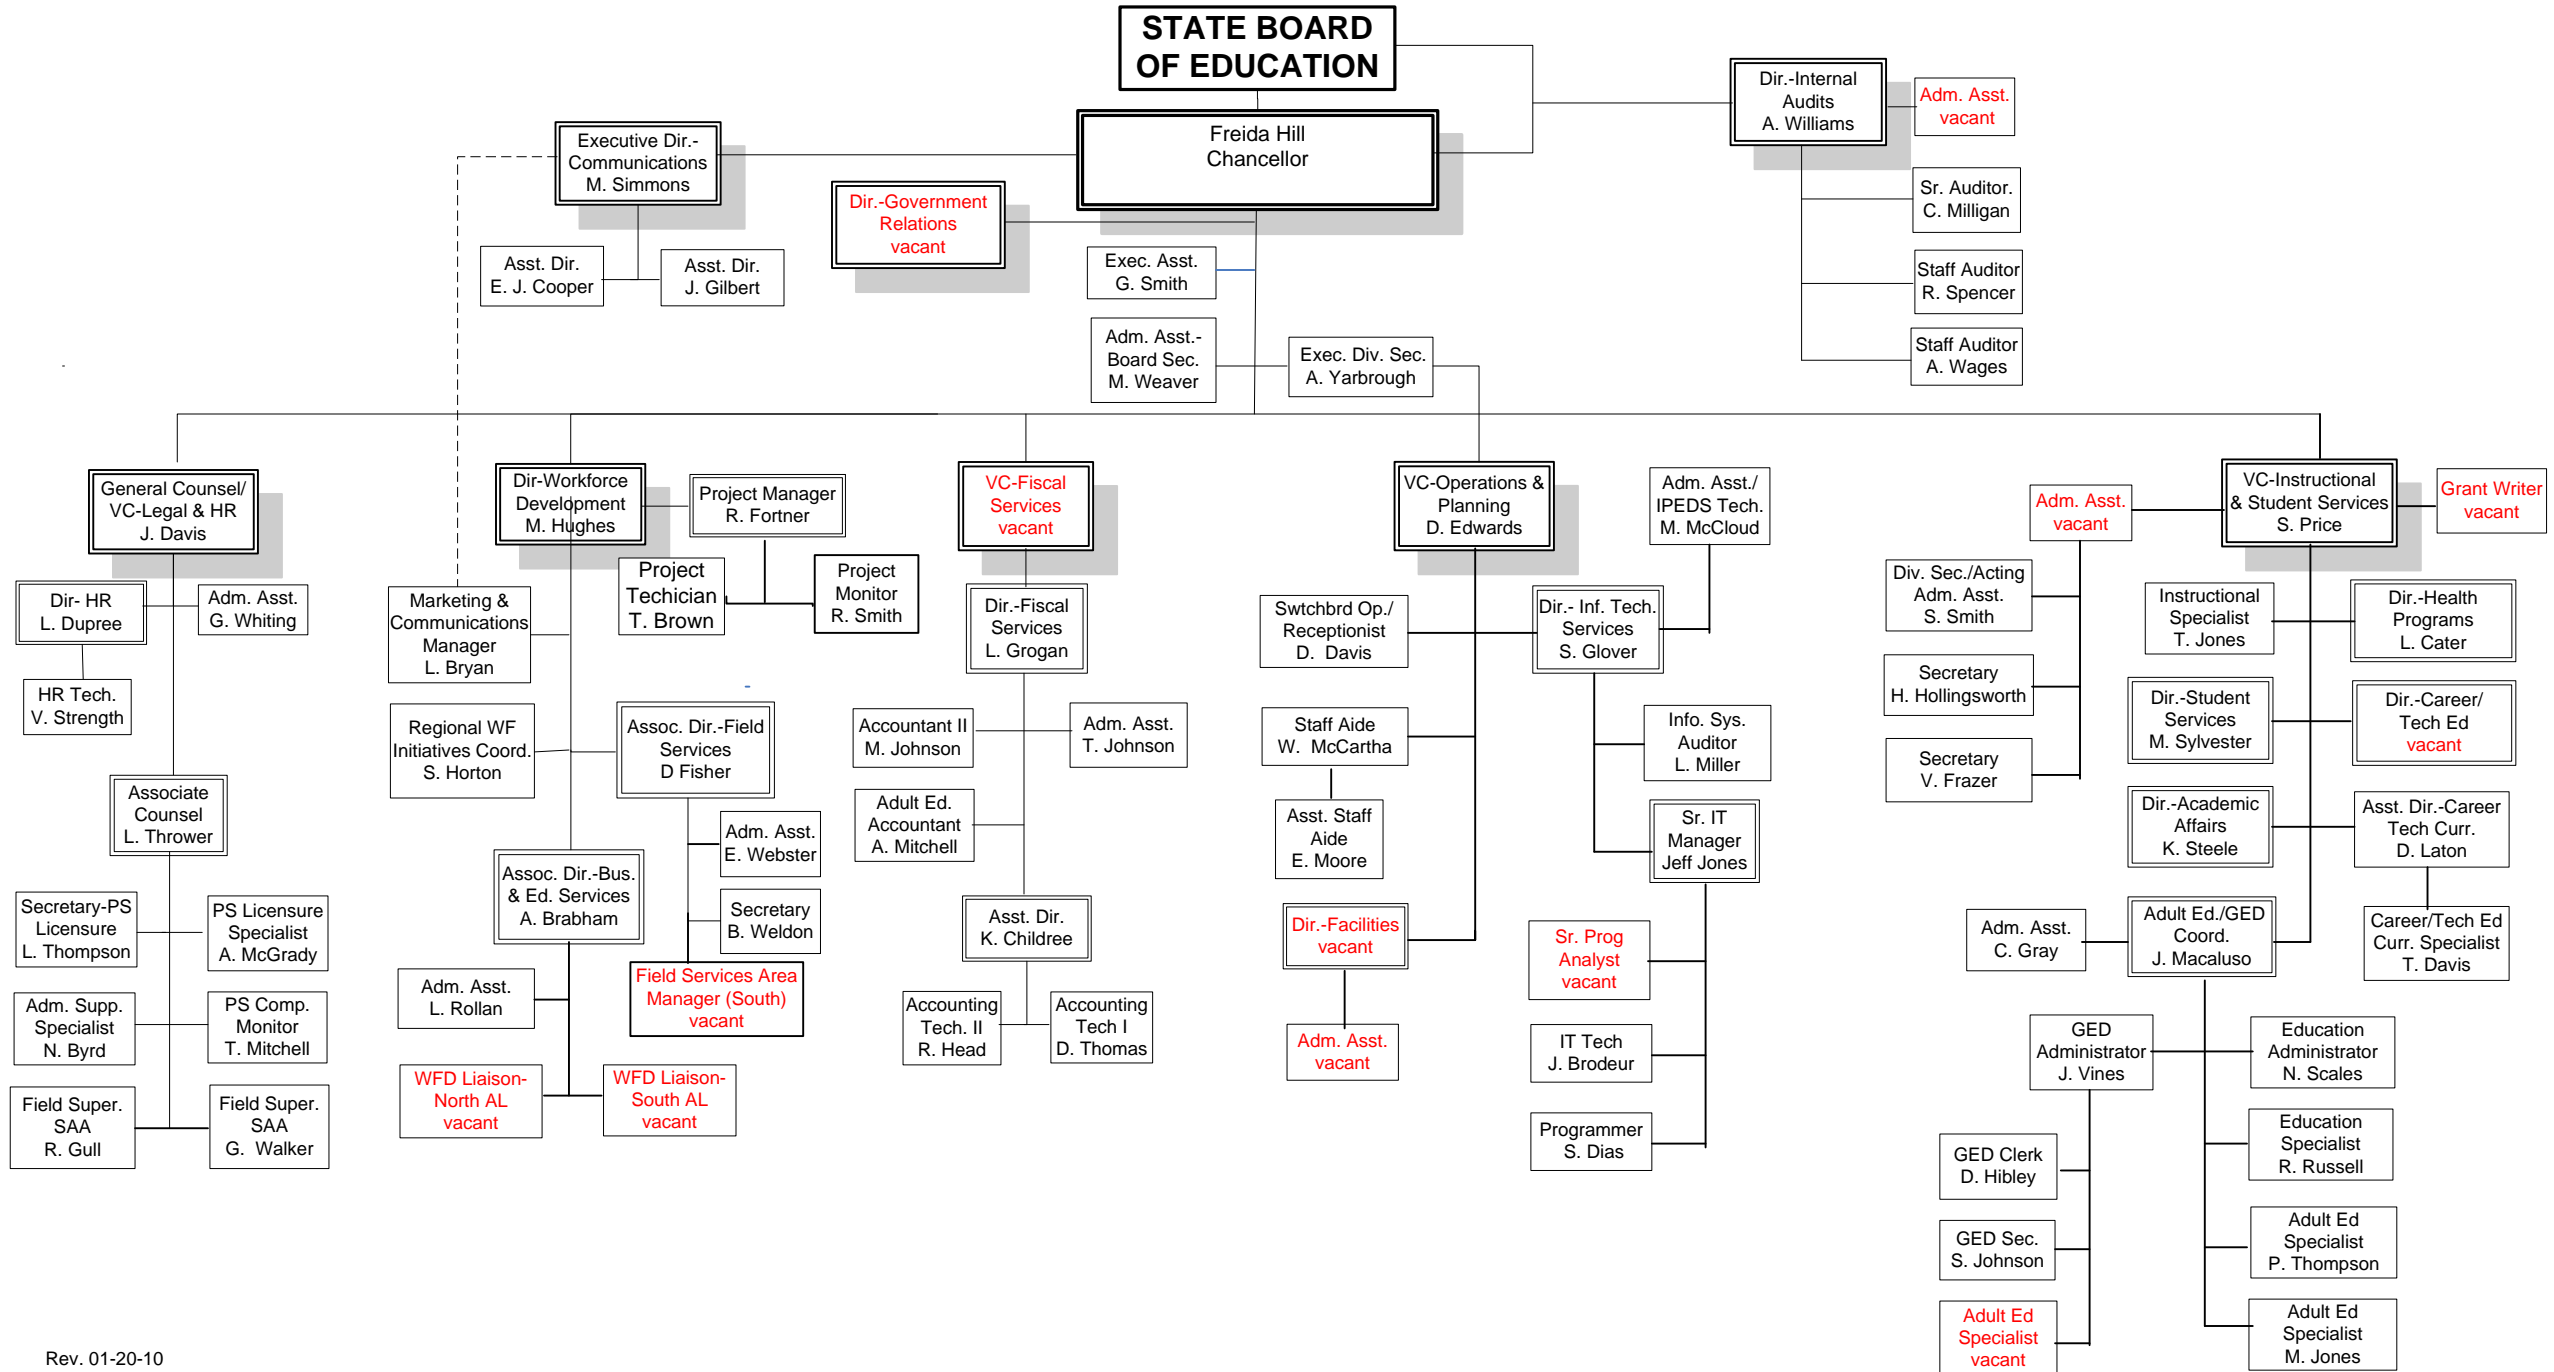 STATE BOARD
OF EDUCATION
Dir.-Internal
Audits
A. Williams
Adm. Asst.
vacant
Freida Hill
Chancellor
Executive Dir.-
Communications
M. Simmons
Dir.-Government
Relations
vacant
Sr. Auditor.
C. Milligan
Asst. Dir.
E. J. Cooper
Asst. Dir.
J. Gilbert
Exec. Asst.
G. Smith
Staff Auditor
R. Spencer
Adm. Asst.-
Board Sec.
M. Weaver
Exec. Div. Sec.
A. Yarbrough
Staff Auditor
A. Wages
General Counsel/
VC-Legal & HR
J. Davis
Dir- HR
L. Dupree
Adm. Asst.
G. Whiting
HR Tech.
V. Strength
Associate
Counsel
L. Thrower
Secretary-PS
Licensure
L. Thompson
PS Licensure
Specialist
A. McGrady
Adm. Supp.
Specialist
N. Byrd
PS Comp.
Monitor
T. Mitchell
Field Super.
SAA
R. Gull
Field Super.
SAA
G. Walker
Dir-Workforce
Development
M. Hughes
Project Manager
R. Fortner
Project
Techician
T. Brown
Project
Monitor
R. Smith
Marketing &
Communications
Manager
L. Bryan
Regional WF
Initiatives Coord.
S. Horton
Assoc. Dir.-Field
Services
D Fisher
Adm. Asst.
E. Webster
Secretary
B. Weldon
Field Services Area
Manager (South)
vacant
Assoc. Dir.-Bus.
& Ed. Services
A. Brabham
Adm. Asst.
L. Rollan
WFD Liaison-
North AL
vacant
WFD Liaison-
South AL
vacant
VC-Fiscal
Services
vacant
Dir.-Fiscal
Services
L. Grogan
Accountant II
M. Johnson
Adm. Asst.
T. Johnson
Adult Ed.
Accountant
A. Mitchell
Asst. Dir.
K. Childree
Accounting
Tech. II
R. Head
Accounting
Tech I
D. Thomas
VC-Operations &
Planning
D. Edwards
Adm. Asst./
IPEDS Tech.
M. McCloud
Swtchbrd Op./
Receptionist
D. Davis
Dir.- Inf. Tech.
Services
S. Glover
Staff Aide
W. McCartha
Info. Sys.
Auditor
L. Miller
Asst. Staff
Aide
E. Moore
Sr. IT
Manager
Jeff Jones
Dir.-Facilities
vacant
Sr. Prog
Analyst
vacant
Adm. Asst.
vacant
IT Tech
J. Brodeur
Programmer
S. Dias
VC-Instructional
& Student Services
S. Price
Adm. Asst.
vacant
Grant Writer
vacant
Div. Sec./Acting
Adm. Asst.
S. Smith
Secretary
H. Hollingsworth
Secretary
V. Frazer
Instructional
Specialist
T. Jones
Dir.-Health
Programs
L. Cater
Dir.-Student
Services
M. Sylvester
Dir.-Career/
Tech Ed
vacant
Dir.-Academic
Affairs
K. Steele
Asst. Dir.-Career
Tech Curr.
D. Laton
Adm. Asst.
C. Gray
Adult Ed./GED
Coord.
J. Macaluso
Career/Tech Ed
Curr. Specialist
T. Davis
GED
Administrator
J. Vines
Education
Administrator
N. Scales
GED Clerk
D. Hibley
Education
Specialist
R. Russell
GED Sec.
S. Johnson
Adult Ed
Specialist
P. Thompson
Adult Ed
Specialist
vacant
Adult Ed
Specialist
M. Jones
Rev. 01-20-10